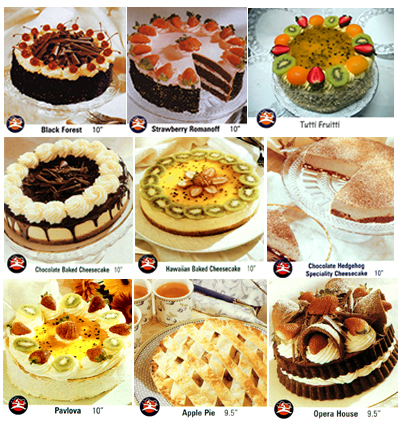 Black Forest 10"
Strawberry Romanoff 10"
Tutti Fruitti
Chocolate Baked Cheesecake 10"
Hawaiian Baked Cheesecake 10"
Chocolate Hedgehog
Speciality Cheesecake 10"
Pavlova 10"
Apple Pie 9.5"
Opera House 9.5"